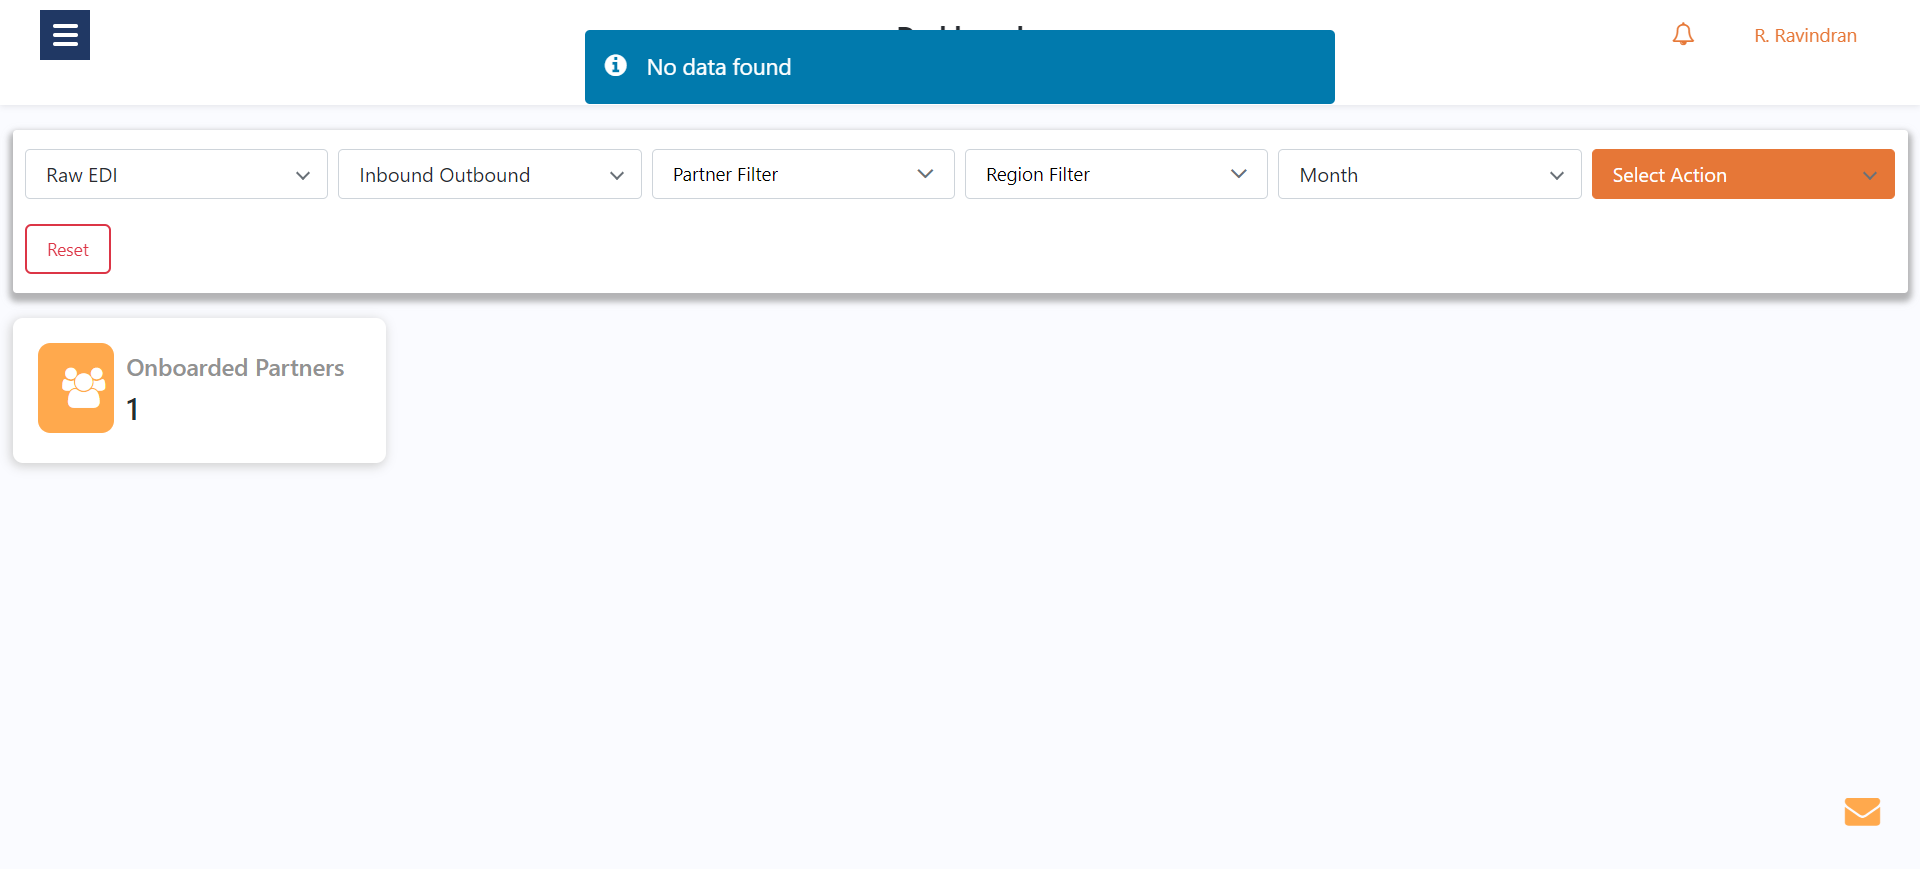 No data found
R. Ravindran
Raw EDI
Inbound Outbound
Partner Filter
Region Filter
Month
Select Action
Reset
Onboarded Partners
1